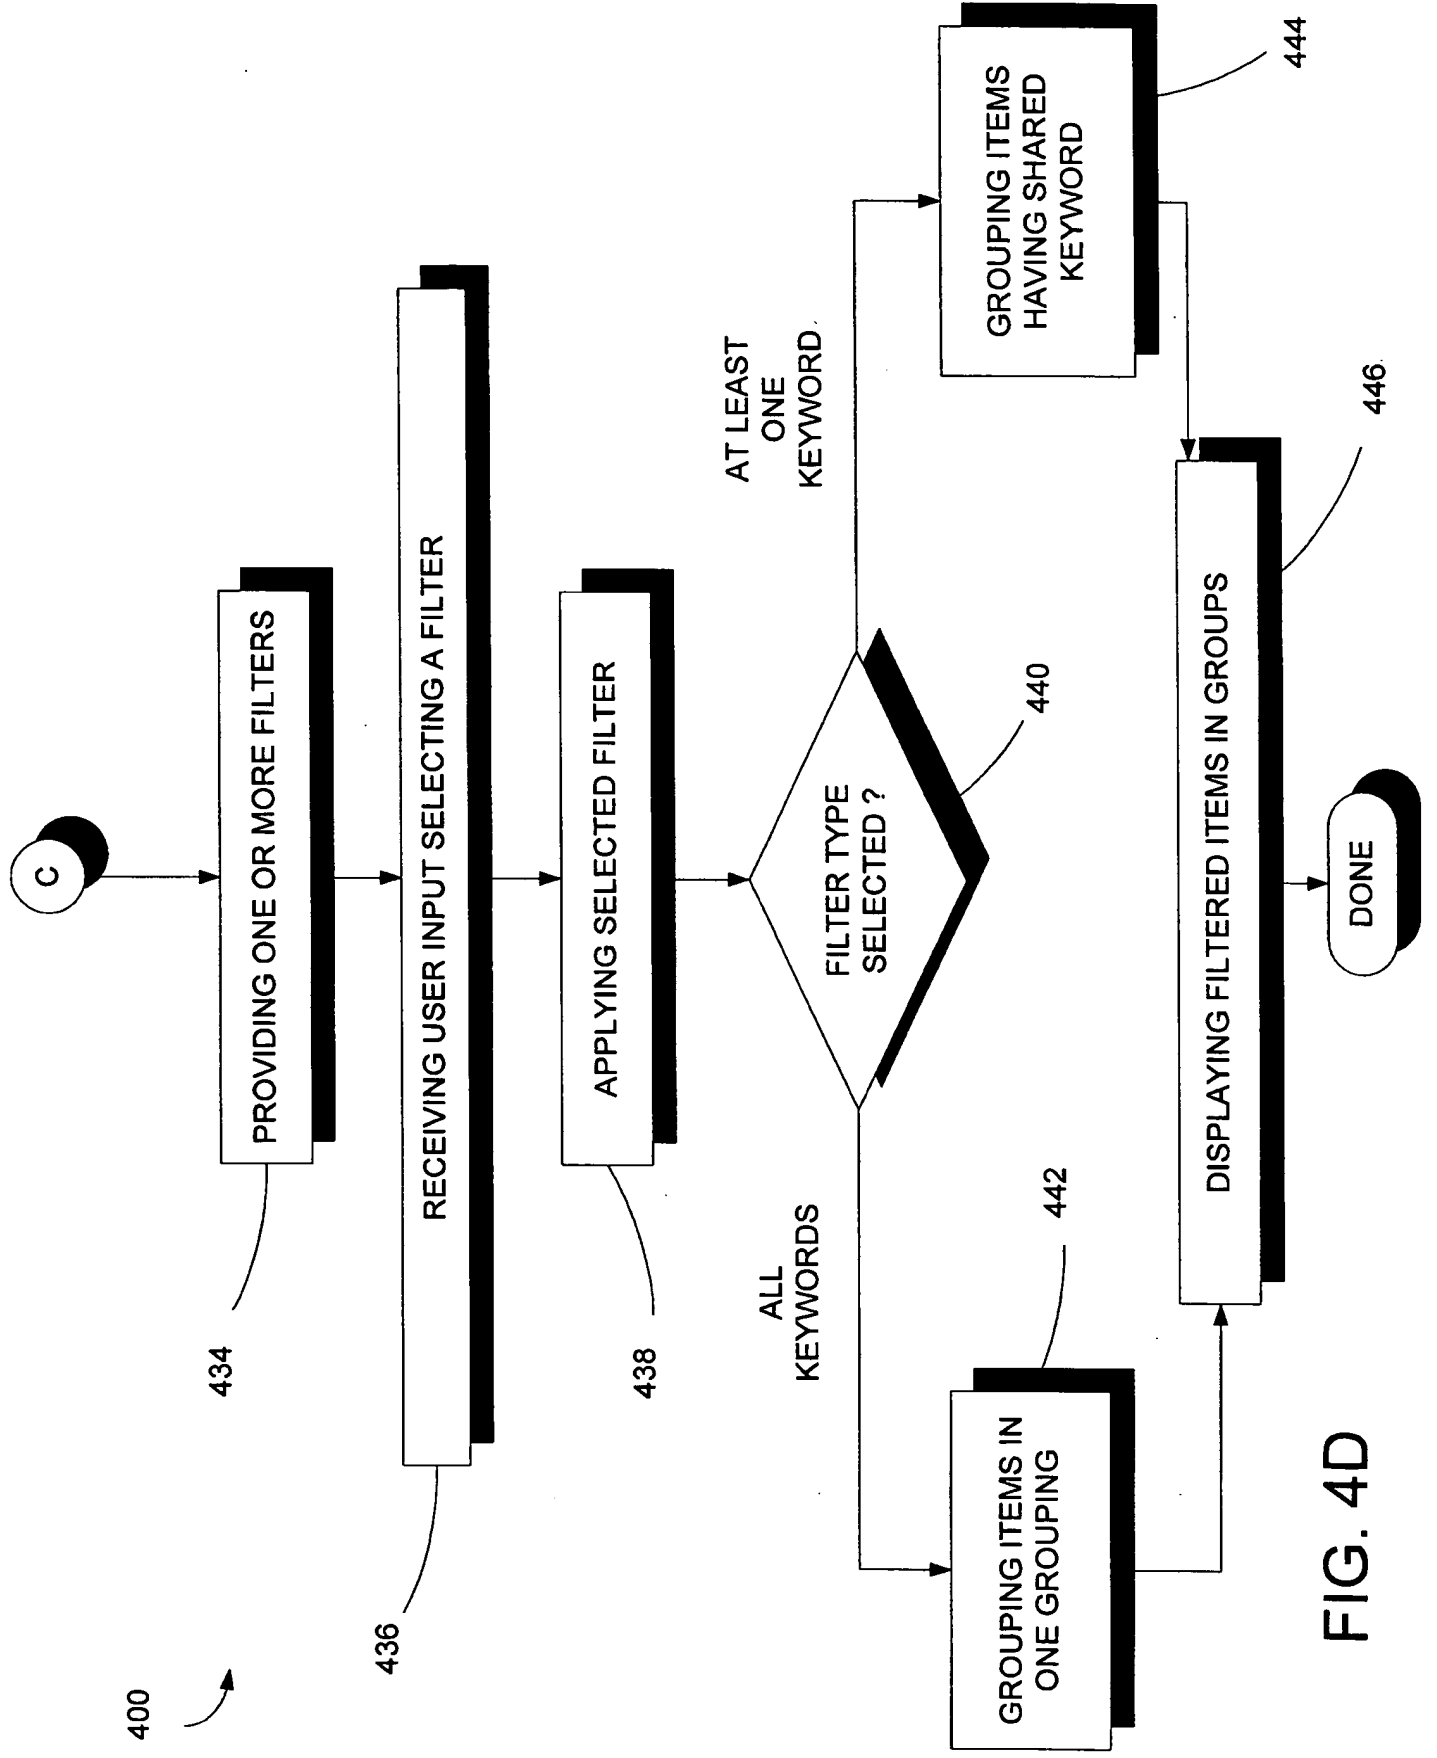 400
C
PROVIDING ONE OR MORE FILTERS
434
RECEIVING USER INPUT SELECTING A FILTER
436
APPLYING SELECTED FILTER
438
FILTER TYPE
SELECTED ?
440
ALL
KEYWORDS
AT LEAST
ONE
KEYWORD
GROUPING ITEMS IN
ONE GROUPING
442
GROUPING ITEMS
HAVING SHARED
KEYWORD
444
DISPLAYING FILTERED ITEMS IN GROUPS
446
DONE
FIG. 4D